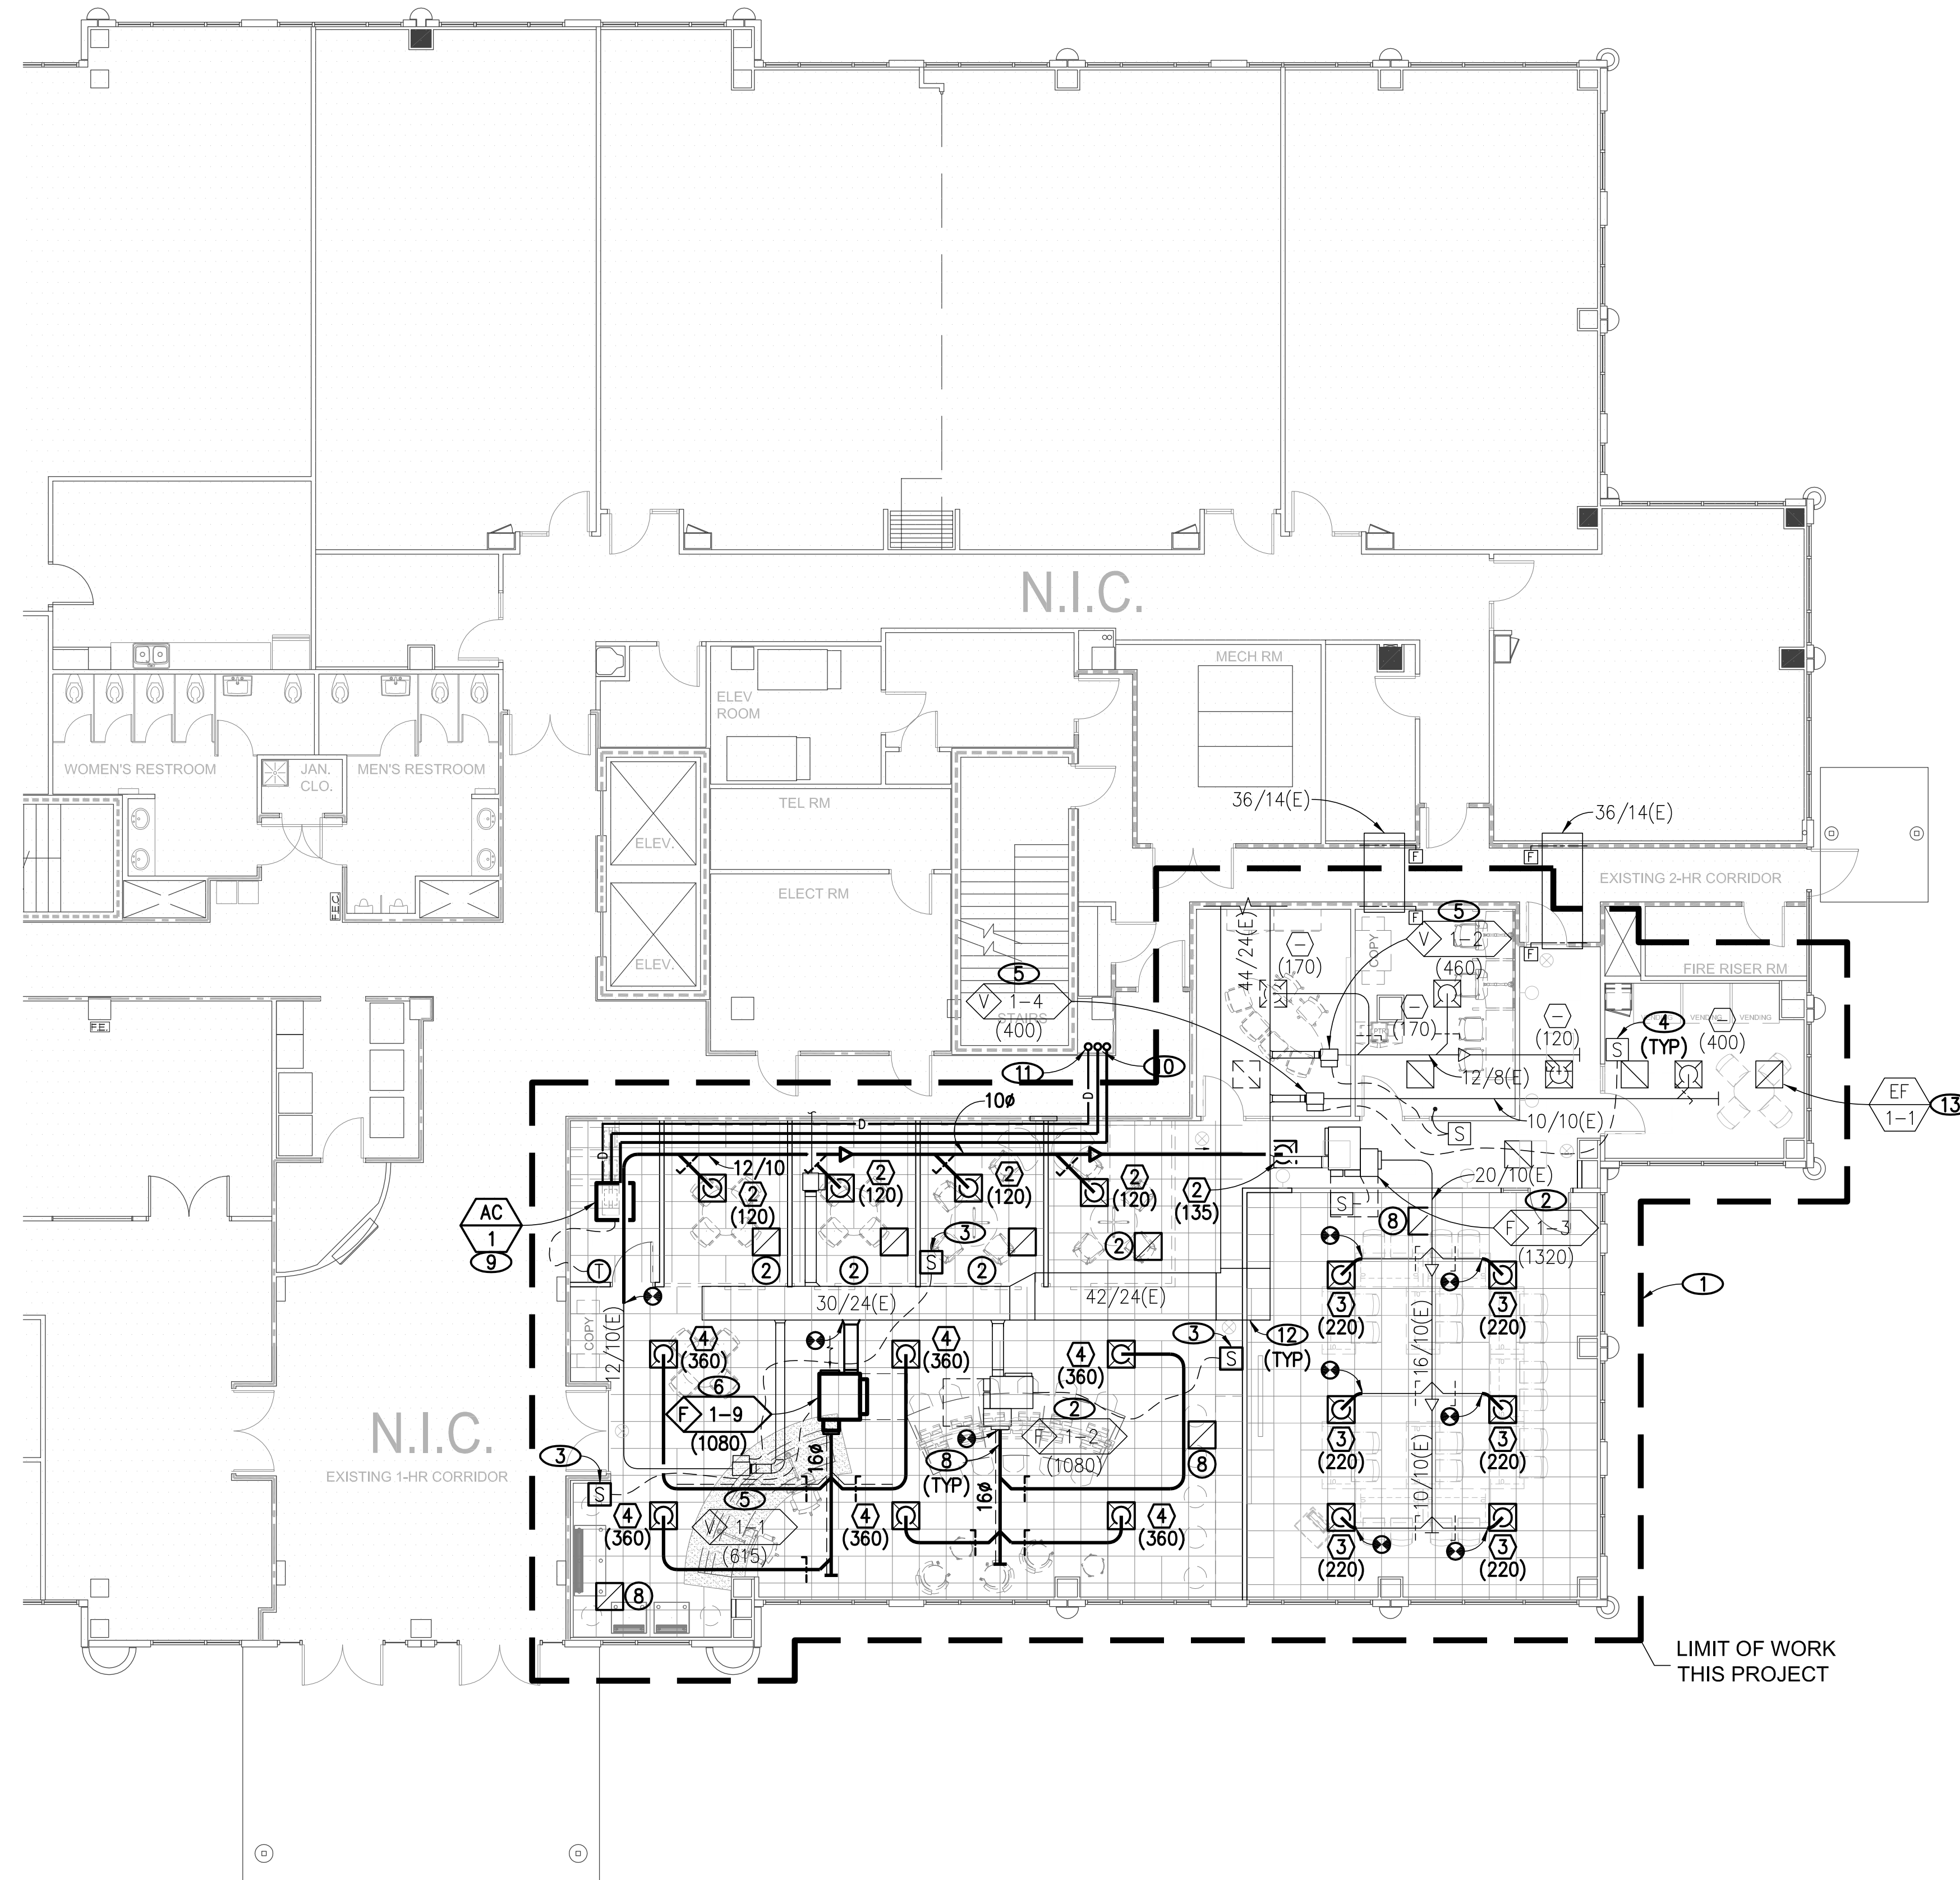 N.I.C.
MECH RM
ELEV
ROOM
WOMEN'S RESTROOM
JAN.
CLO.
MEN'S RESTROOM
TEL RM
36/14(E)
36/14(E)
ELEV.
F
F
ELECT RM
EXISTING 2-HR CORRIDOR
F.E.C.
F
5
44/24(E)
COPY
V 1-2
(460)
-
(170)
F
ELEV.
FIRE RISER RM
5
V 1-4
(400)
STAIRS
-
(170)
PTR
-
(120)
VENDING
VENDING
4
(TYP)
S
-
(400)
F.E.
11
10
12/8(E)
D
10ø
10/10(E)
EF
1-1
13
D
S
12/10
D
20/10(E)
2
(120)
2
(120)
2
(120)
2
(120)
2
(135)
S
8
2
F 1-3
(1320)
AC
1
9
3
S
2
T
2
2
2
1
30/24(E)
42/24(E)
3
(220)
3
(220)
12/10(E)
COPY
4
(360)
4
(360)
4
(360)
3
S
12
(TYP)
16/10(E)
6
F 1-9
(1080)
2
F 1-2
(1080)
N.I.C.
EXISTING 1-HR CORRIDOR
3
S
16ø
8
(TYP)
8
3
(220)
3
(220)
16ø
10/10(E)
5
V 1-1
(615)
4
(360)
4
(360)
4
(360)
3
(220)
3
(220)
8
LIMIT OF WORK
THIS PROJECT